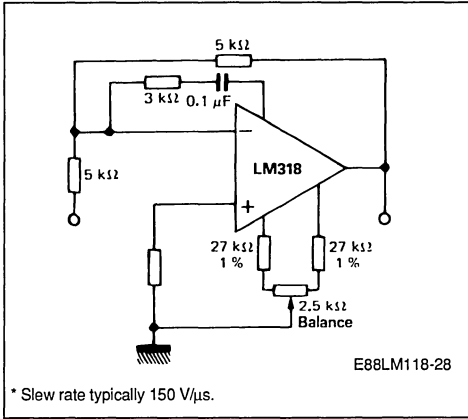 5 kΩ
3 kΩ 0.1 µF
−
LM318
5 kΩ
+
27 kΩ
1 %
27 kΩ
1 %
2.5 kΩ
Balance
E88LM118-28
* Slew rate typically 150 V/µs.